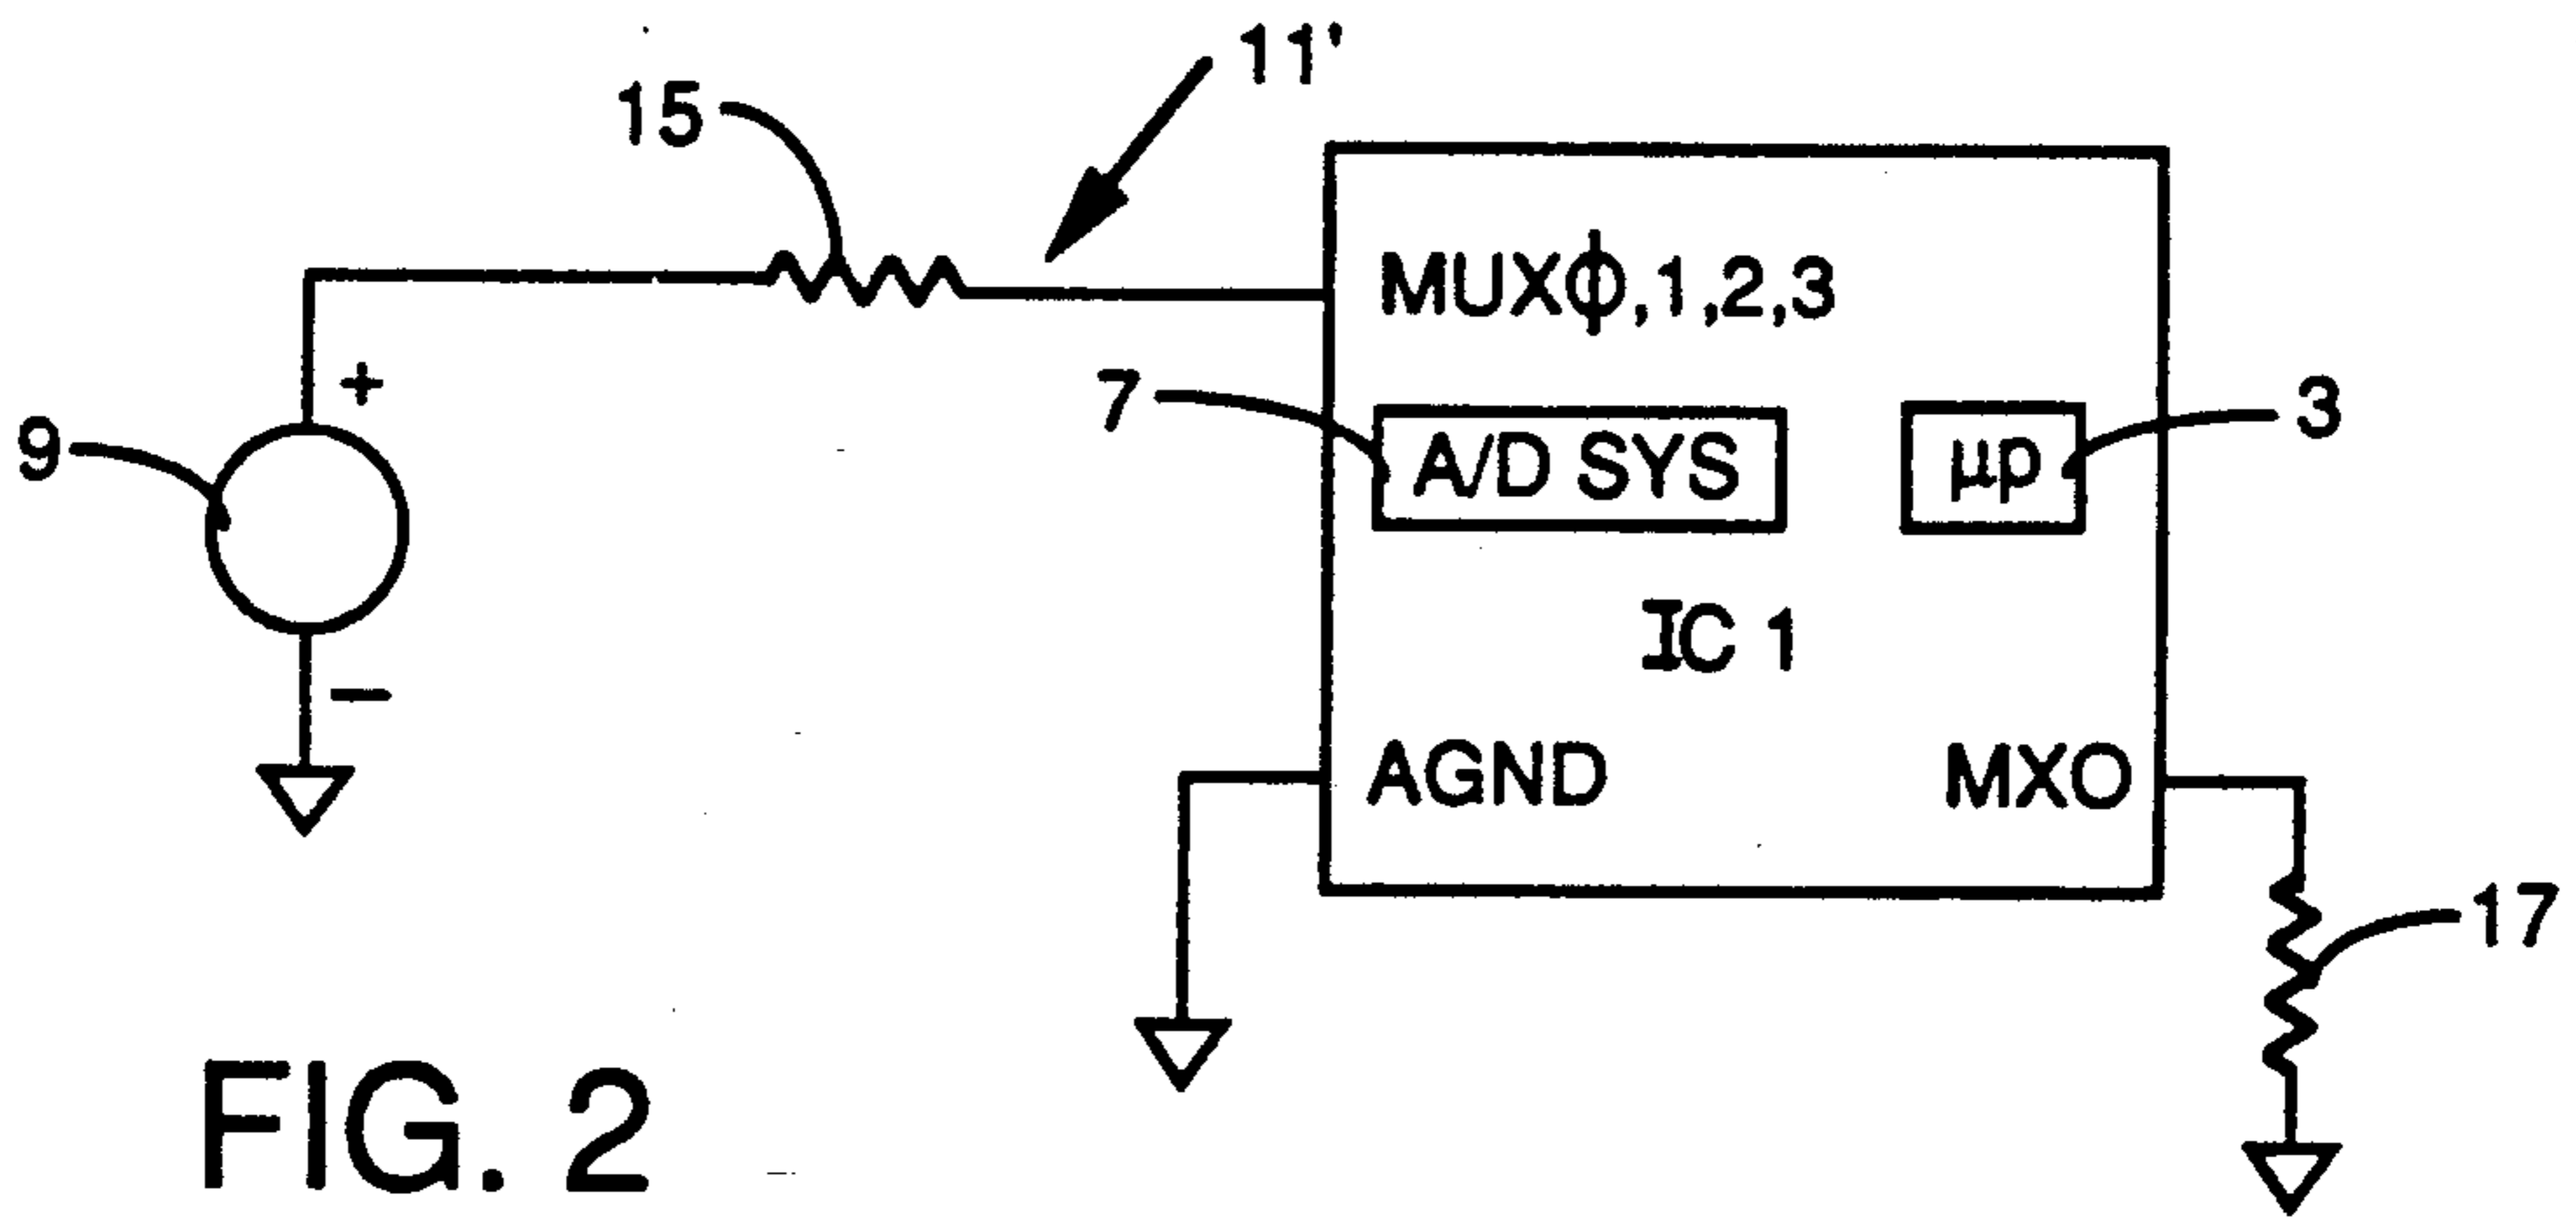 11'
15
MUXϕ,1,2,3
7
3
9
+
A/D SYS
µp
IC 1
−
AGND
MXO
17
FIG. 2